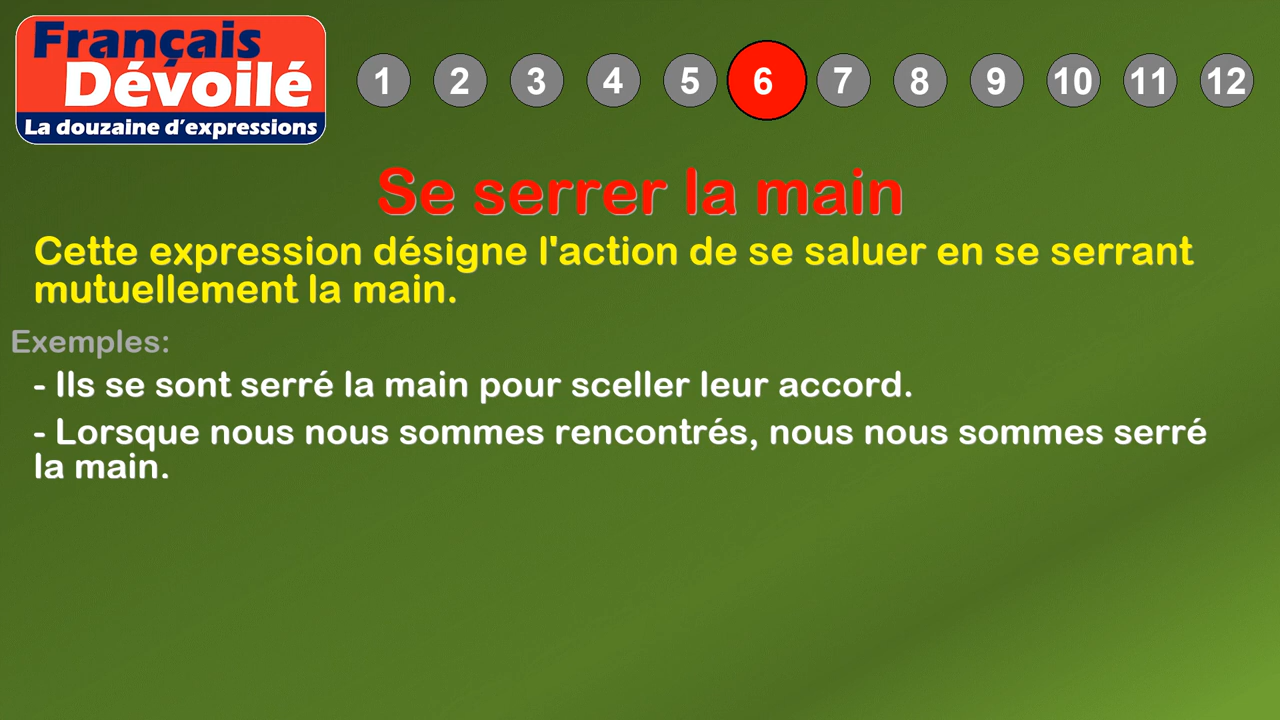 Français
Dévoilé
La douzaine d'expressions
1 2 3 4 5 6 7 8 9 10 11 12
Se serrer la main
Cette expression désigne l'action de se saluer en se serrant
mutuellement la main.
Exemples:
- Ils se sont serré la main pour sceller leur accord.
- Lorsque nous nous sommes rencontrés, nous nous sommes serré
la main.